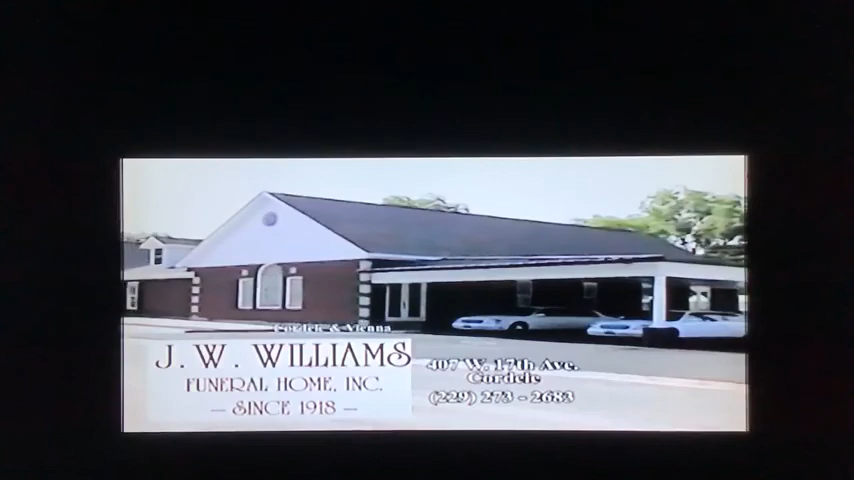 Cordele & Vienna
J. W. WILLIAMS
FUNERAL HOME, INC.
– SINCE 1918 –
407 W. 17th Ave.
Cordele
(229) 273 - 2683